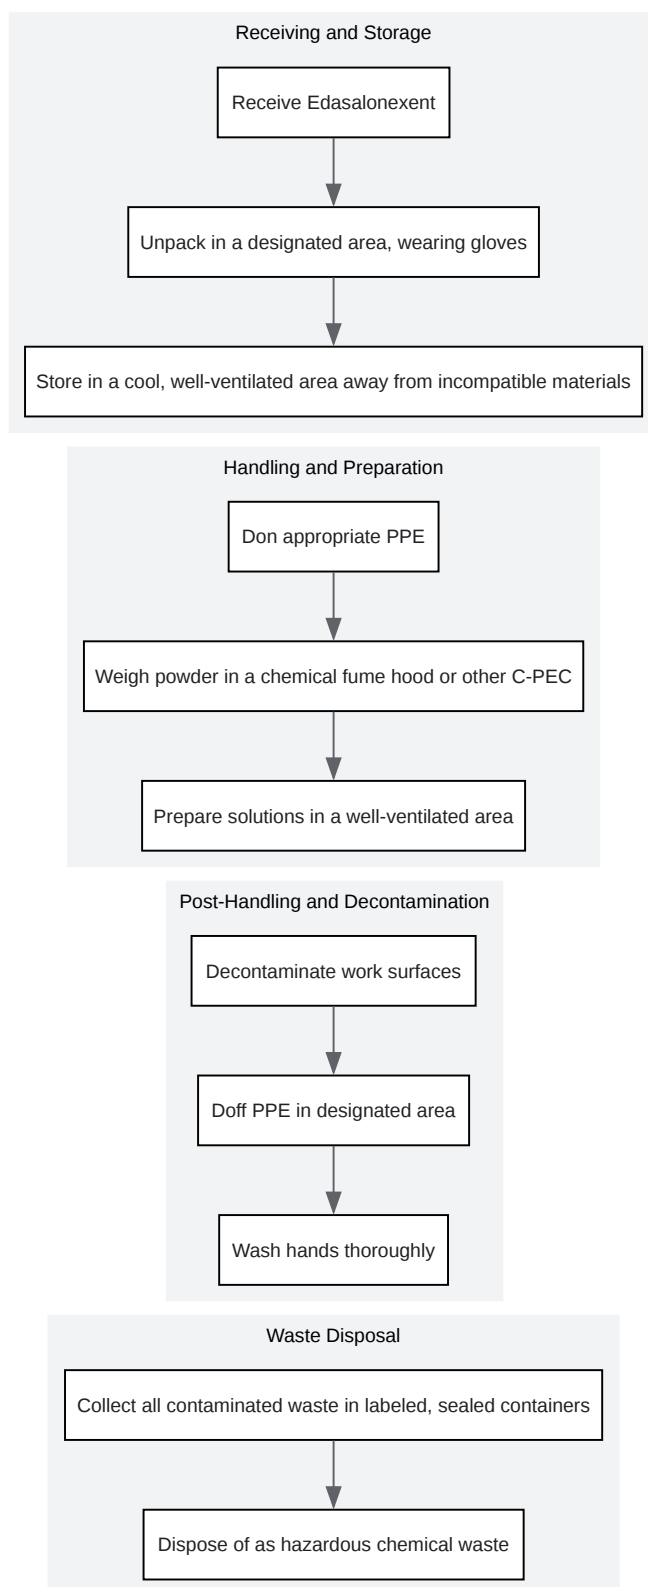 Receiving and Storage
Receive Edasalonexent
Unpack in a designated area, wearing gloves
Store in a cool, well-ventilated area away from incompatible materials
Handling and Preparation
Don appropriate PPE
Weigh powder in a chemical fume hood or other C-PEC
Prepare solutions in a well-ventilated area
Post-Handling and Decontamination
Decontaminate work surfaces
Doff PPE in designated area
Wash hands thoroughly
Waste Disposal
Collect all contaminated waste in labeled, sealed containers
Dispose of as hazardous chemical waste